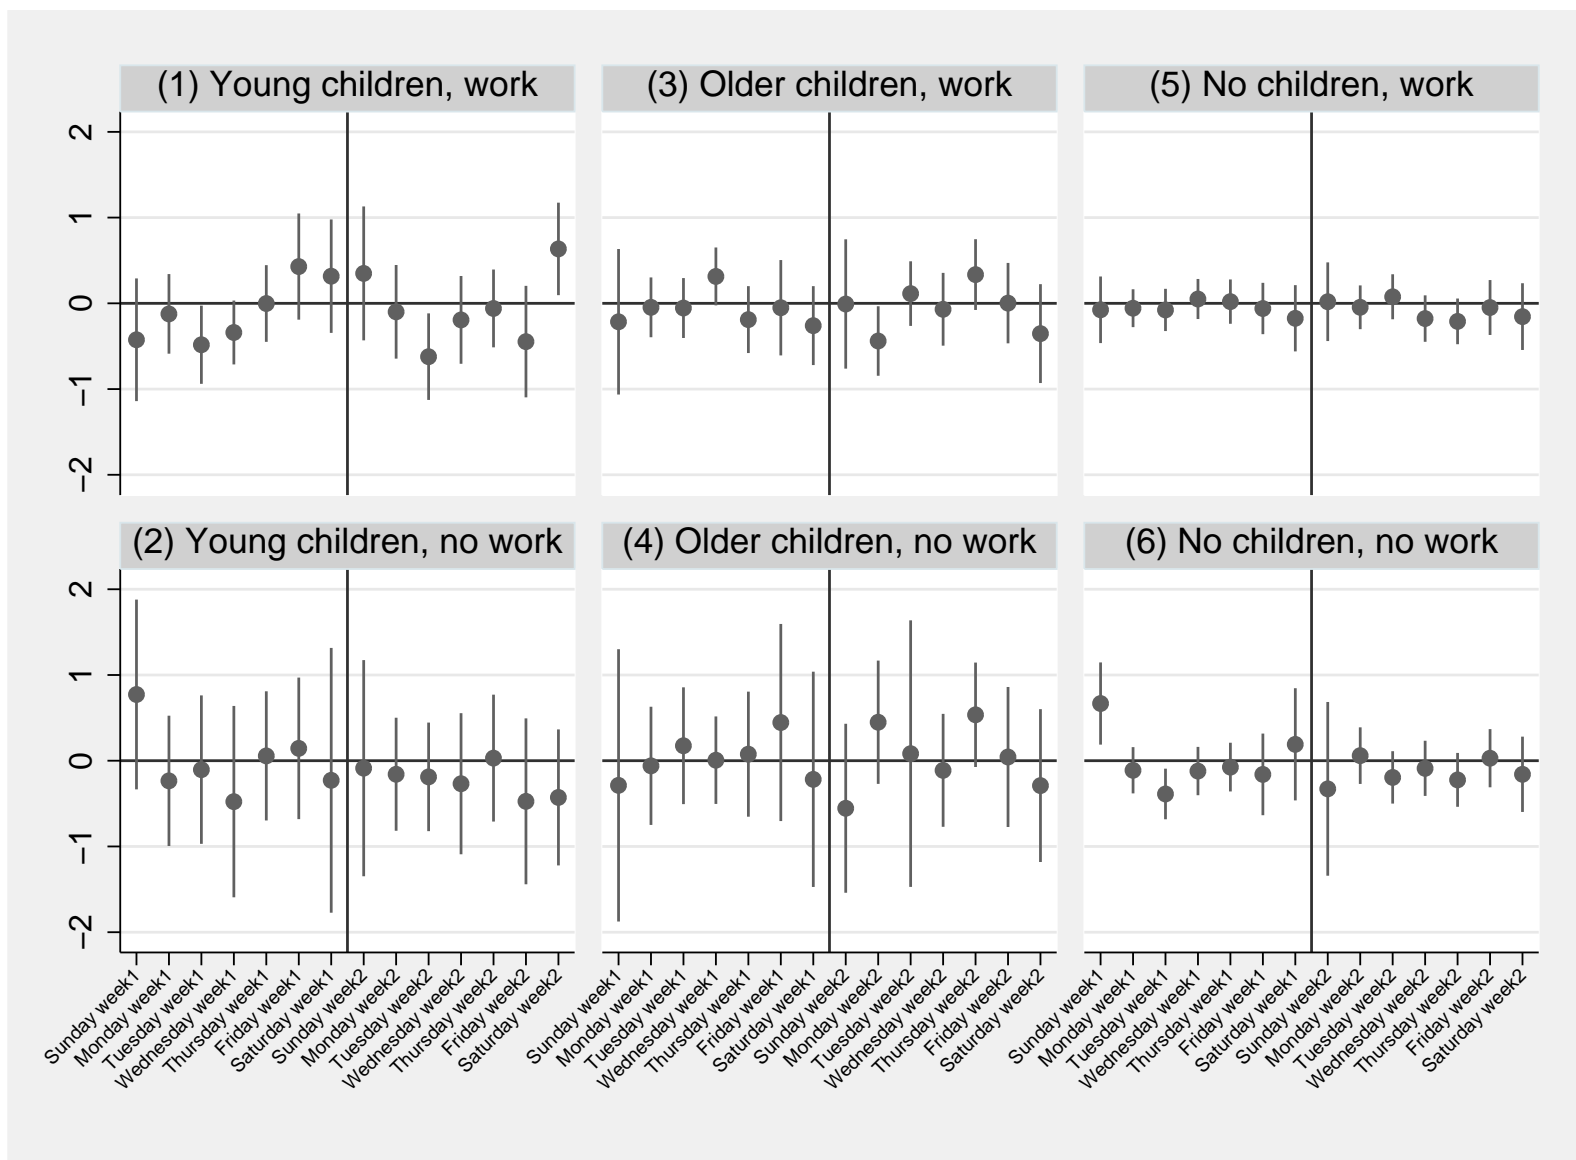 (1) Young children, work
(3) Older children, work
(5) No children, work
2
1
0
−1
−2
(2) Young children, no work
(4) Older children, no work
(6) No children, no work
2
1
0
−1
−2
Sunday week1
Monday week1
Tuesday week1
Wednesday week1
Thursday week1
Friday week1
Saturday week1
Sunday week2
Monday week2
Tuesday week2
Wednesday week2
Thursday week2
Friday week2
Saturday week2
Sunday week1
Monday week1
Tuesday week1
Wednesday week1
Thursday week1
Friday week1
Saturday week1
Sunday week2
Monday week2
Tuesday week2
Wednesday week2
Thursday week2
Friday week2
Saturday week2
Sunday week1
Monday week1
Tuesday week1
Wednesday week1
Thursday week1
Friday week1
Saturday week1
Sunday week2
Monday week2
Tuesday week2
Wednesday week2
Thursday week2
Friday week2
Saturday week2